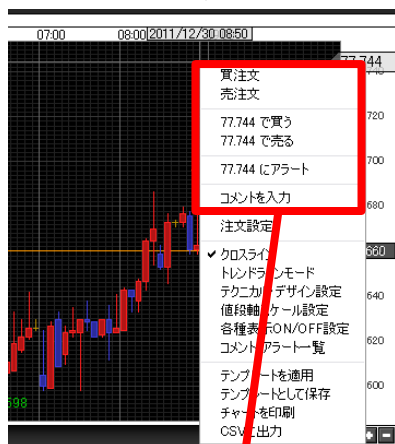 07:00 08:00 2011/12/30 08:50
77.744
買注文
売注文
720
77.744 で買う
77.744 で売る
700
77.744 にアラート
680
コメントを入力
注文設定
660
クロスライン
トレンドラインモード
640
テクニカルデザイン設定
値段軸スケール設定
各種表示ON/OFF設定
620
コメント/アラート一覧
テンプレートを適用
600
テンプレートとして保存
598
チャートを印刷
CSVに出力